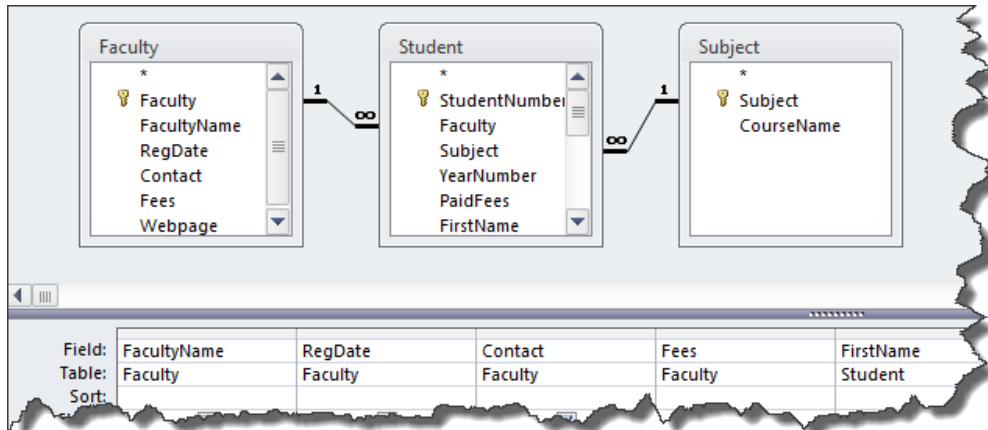 Faculty
*
Faculty
FacultyName
RegDate
Contact
Fees
Webpage
1
∞
Student
*
StudentNumber
Faculty
Subject
YearNumber
PaidFees
FirstName
∞
1
Subject
*
Subject
CourseName
Field: FacultyName RegDate Contact Fees FirstName
Table: Faculty Faculty Faculty Faculty Student
Sort: